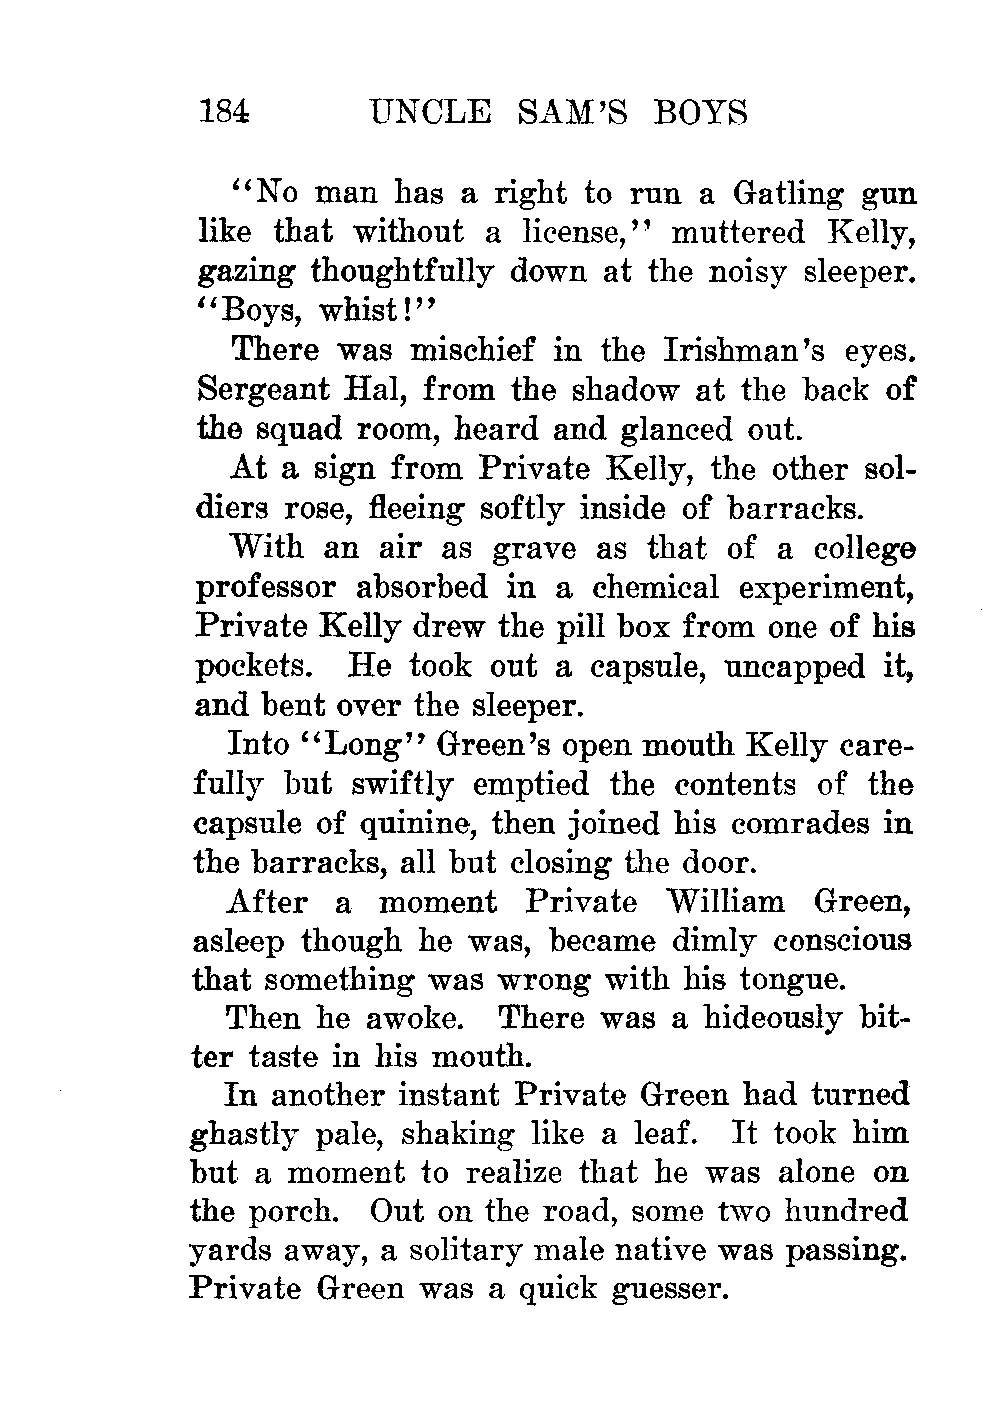 184 UNCLE SAM'S BOYS
"No man has a right to run a Gatling gun
like that without a license," muttered Kelly,
gazing thoughtfully down at the noisy sleeper.
"Boys, whist!"
There was mischief in the Irishman's eyes.
Sergeant Hal, from the shadow at the back of
the squad room, heard and glanced out.
At a sign from Private Kelly, the other sol-
diers rose, fleeing softly inside of barracks.
With an air as grave as that of a college
professor absorbed in a chemical experiment,
Private Kelly drew the pill box from one of his
pockets. He took out a capsule, uncapped it,
and bent over the sleeper.
Into "Long" Green's open mouth Kelly care-
fully but swiftly emptied the contents of the
capsule of quinine, then joined his comrades in
the barracks, all but closing the door.
After a moment Private William Green,
asleep though he was, became dimly conscious
that something was wrong with his tongue.
Then he awoke. There was a hideously bit-
ter taste in his mouth.
In another instant Private Green had turned
ghastly pale, shaking like a leaf. It took him
but a moment to realize that he was alone on
the porch. Out on the road, some two hundred
yards away, a solitary male native was passing.
Private Green was a quick guesser.